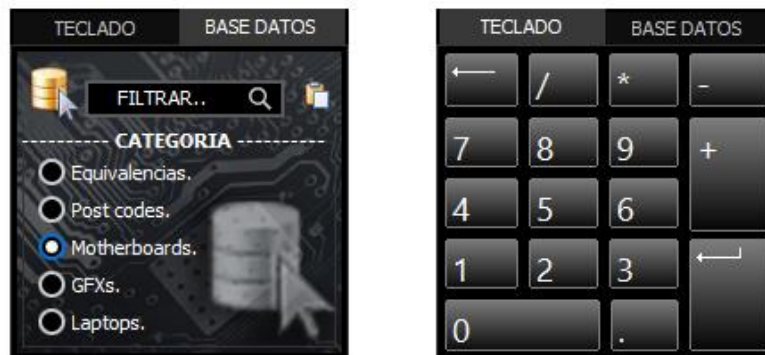 TECLADO BASE DATOS
FILTRAR..
CATEGORIA
Equivalencias.
Post codes.
Motherboards.
GFXs.
Laptops.
TECLADO BASE DATOS
/ * -
7 8 9 +
4 5 6
1 2 3
0 .